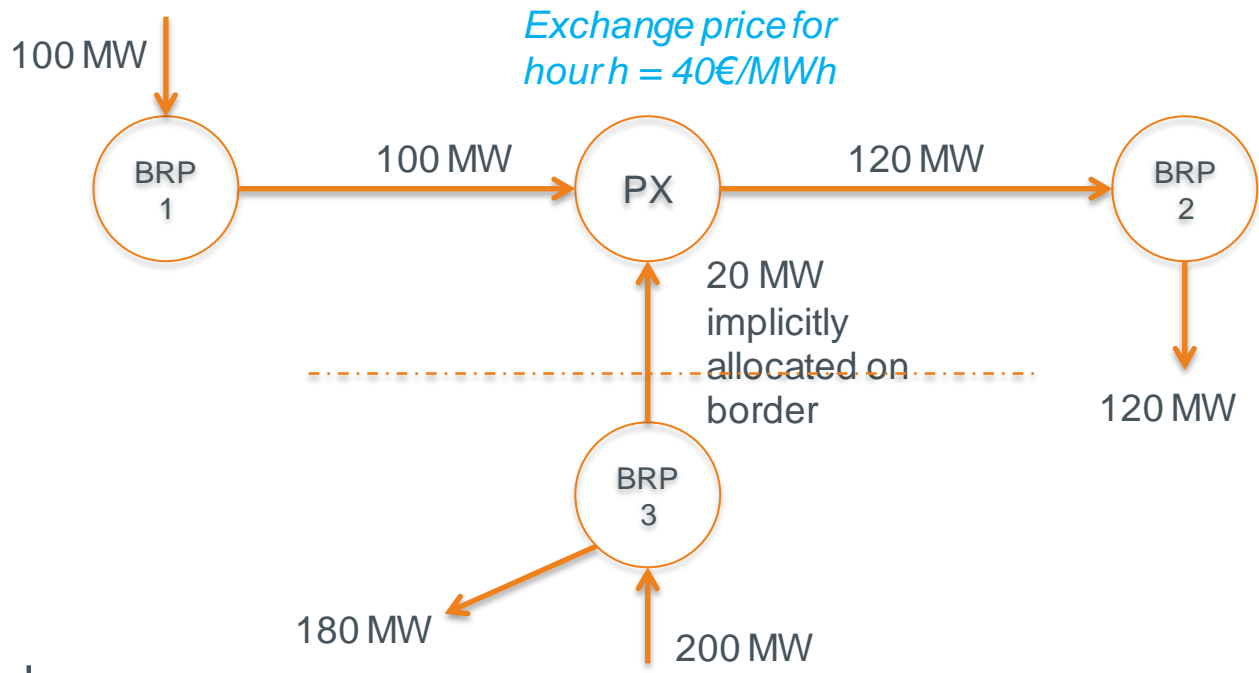 100 MW
Exchange price for
hour h = 40€/MWh
BRP
1
100 MW
PX
120 MW
BRP
2
20 MW
implicitly
allocated on
border
120 MW
BRP
3
180 MW
200 MW